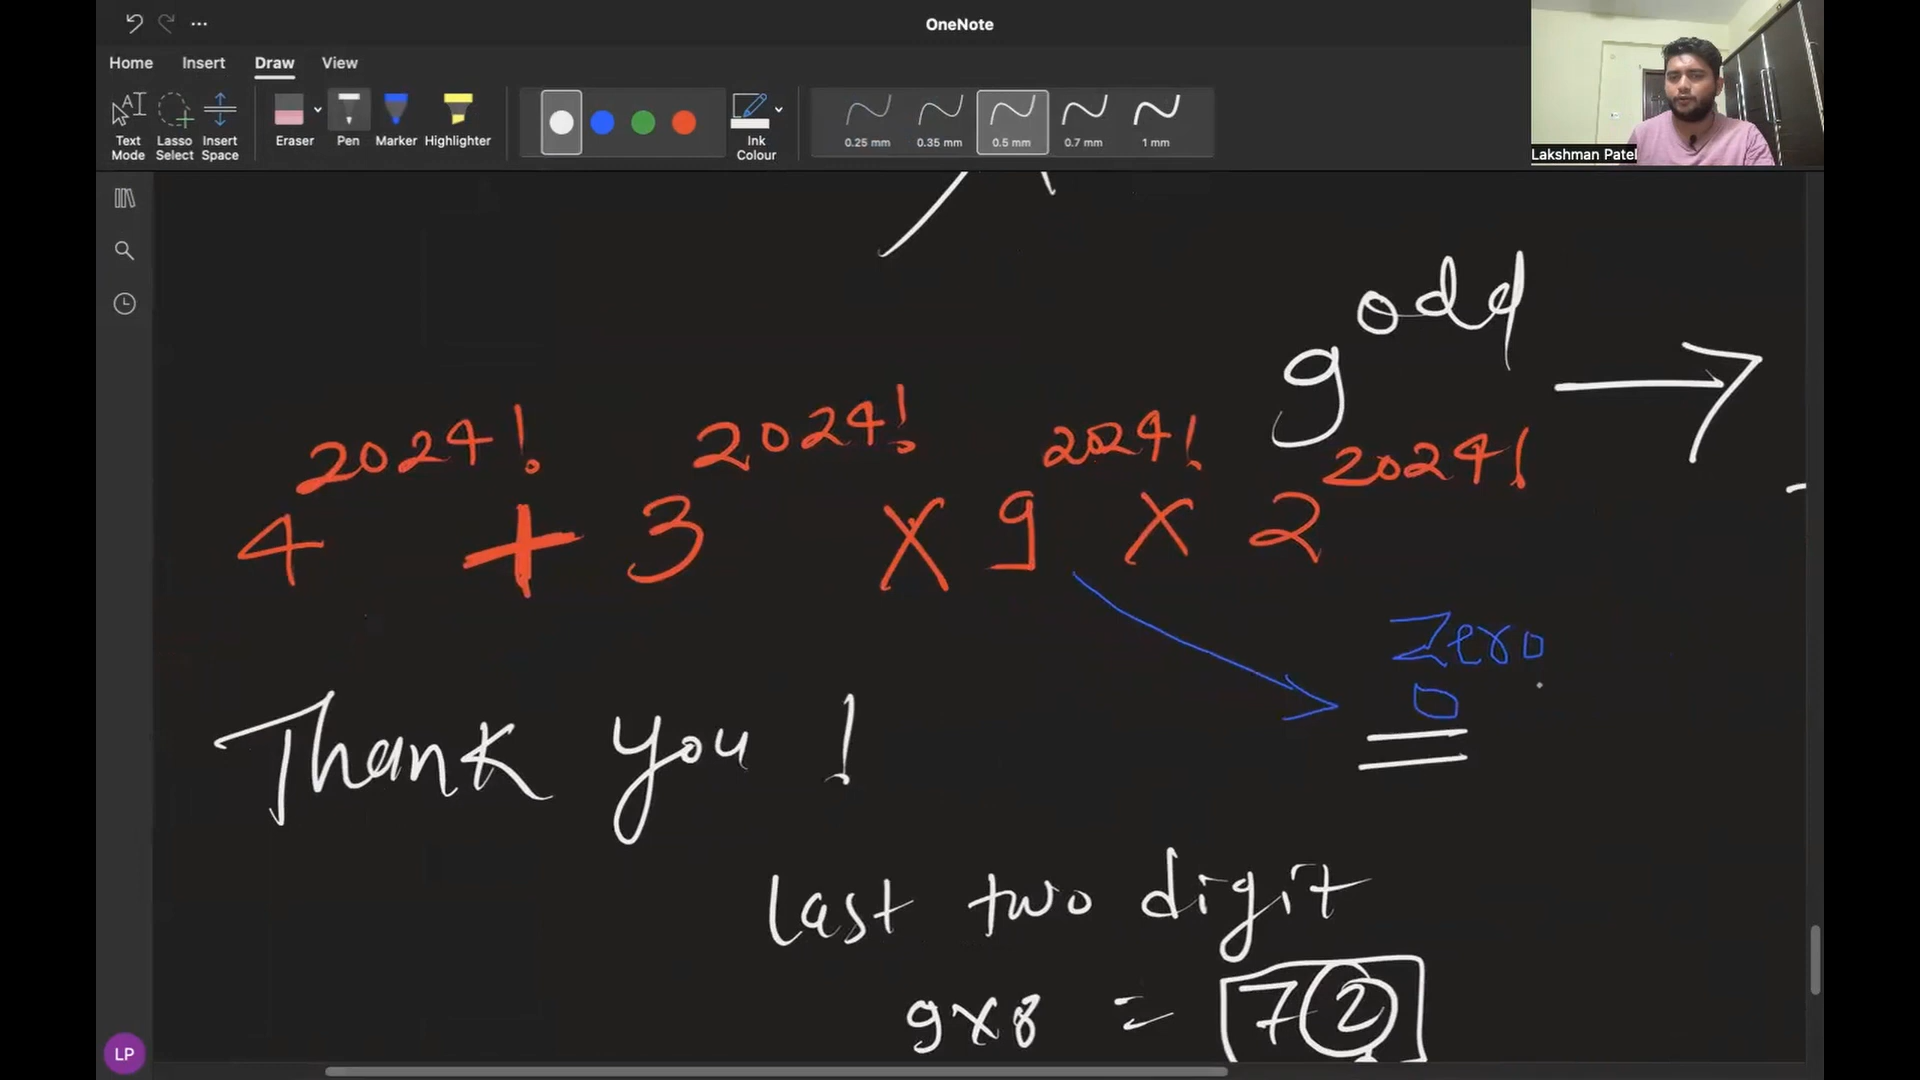 OneNote
Home Insert Draw View
Text Mode
Lasso Select
Insert Space
Eraser
Pen
Marker
Highlighter
Ink Colour
0.25 mm
0.35 mm
0.5 mm
0.7 mm
1 mm
Lakshman Patel
9^odd →
4^2024! + 3^2024! X 9^2024! X 2^2024!
Zero
0
Thank you !
last two digit
9x8 = 72
LP